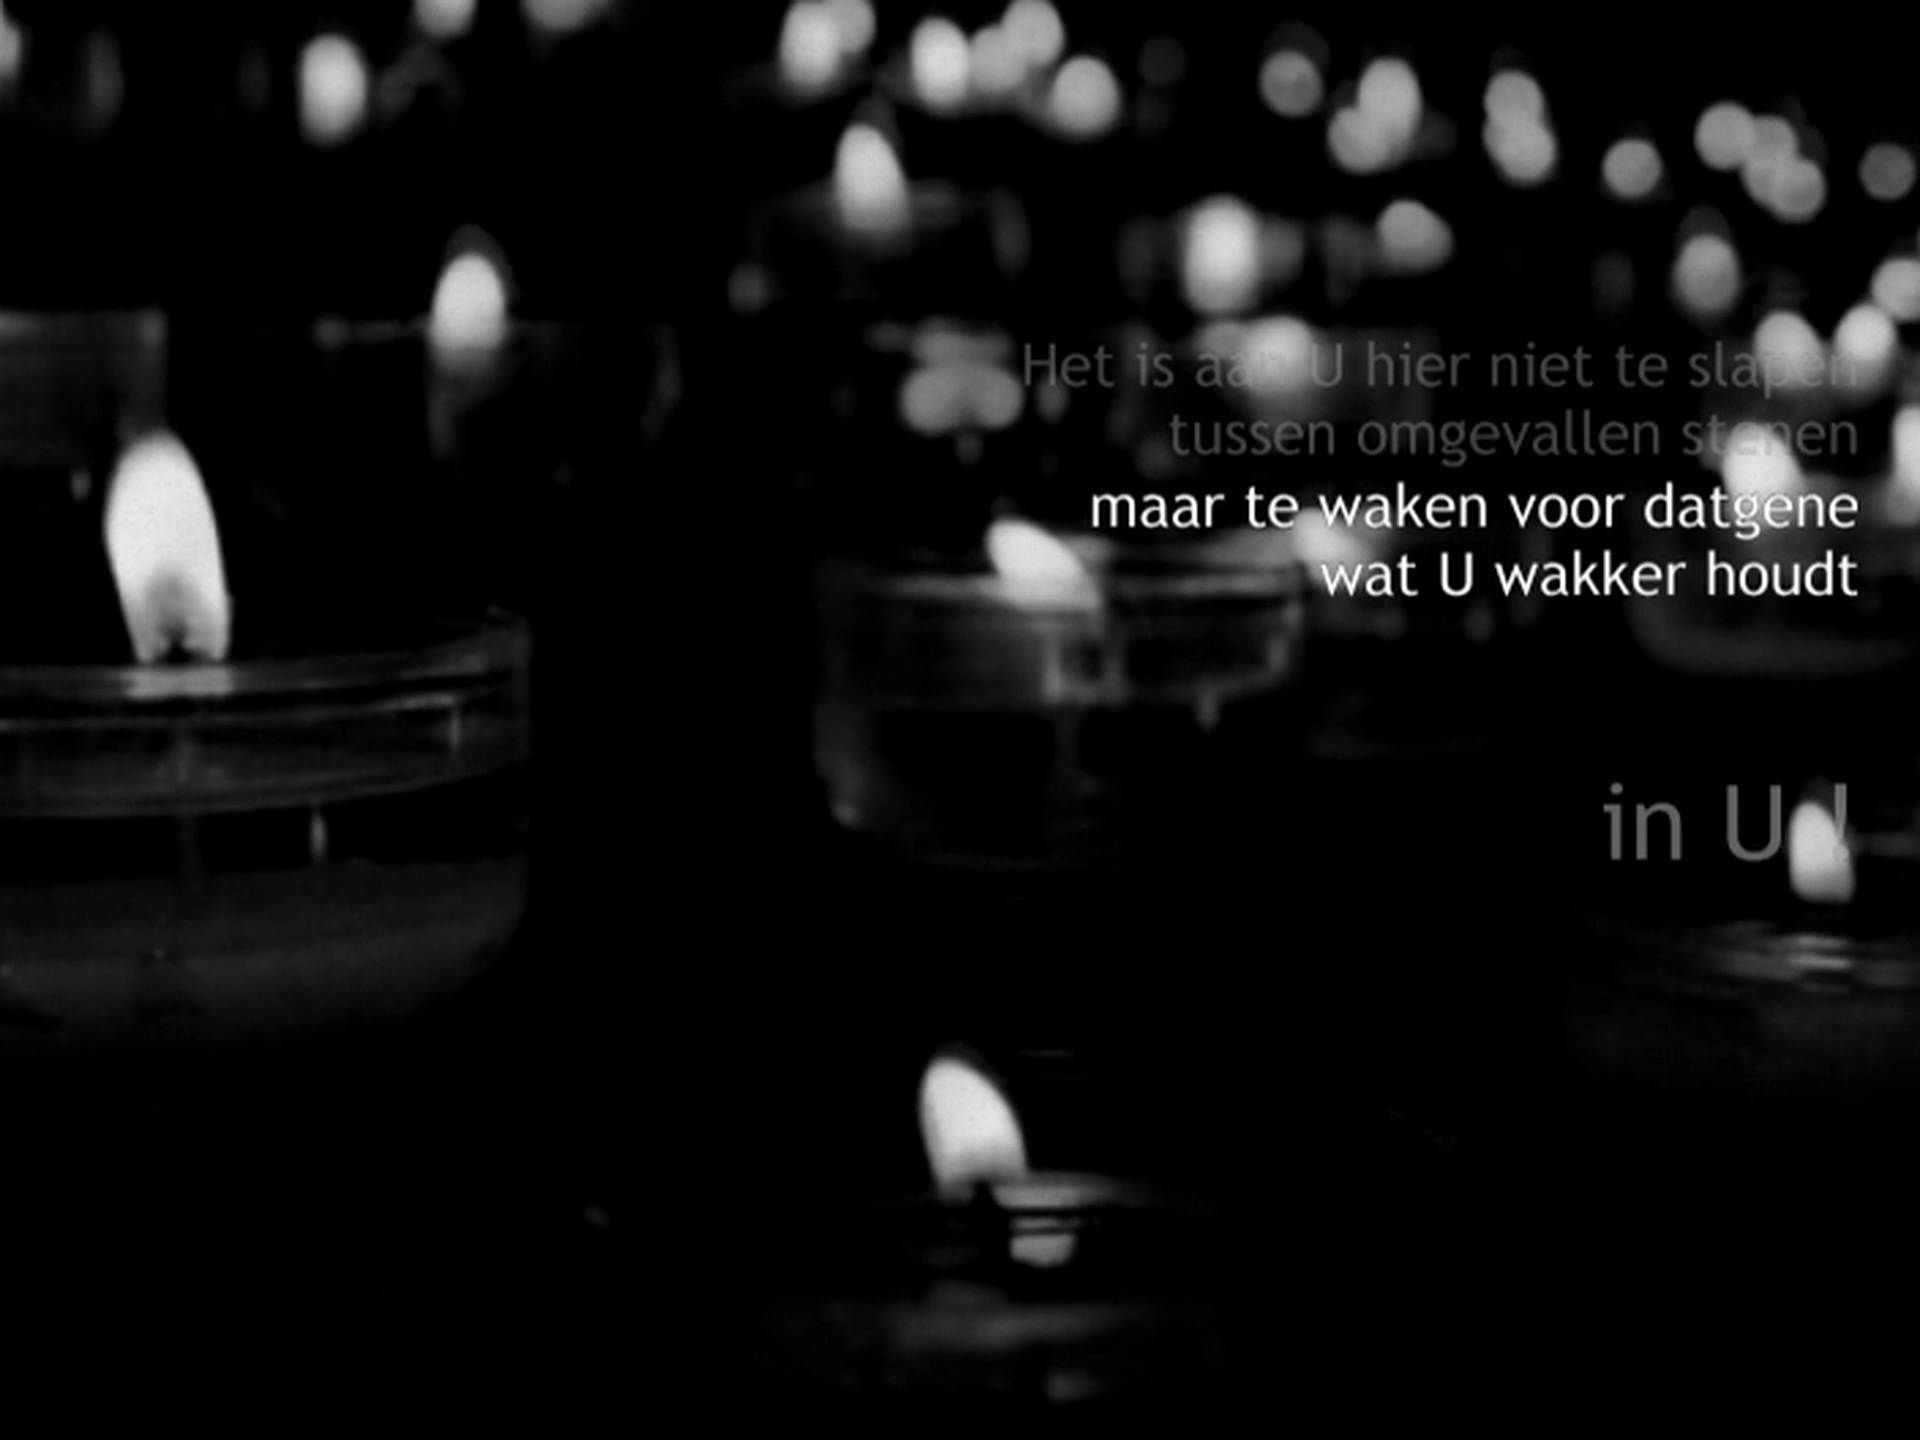 Het is aan U hier niet te slapen
tussen omgevallen stenen
maar te waken voor datgene
wat U wakker houdt
in U !